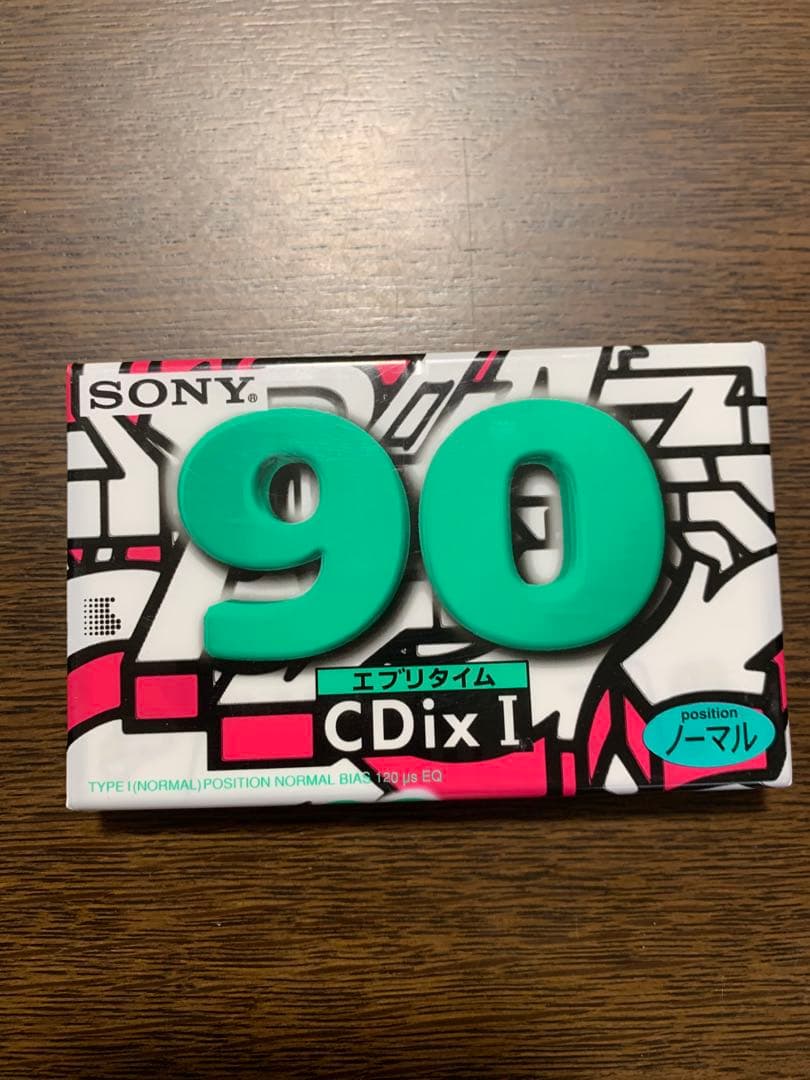 SONY®
90
エブリタイム
CDix I
position
ノーマル
TYPE I (NORMAL) POSITION NORMAL BIAS 120 μs EQ